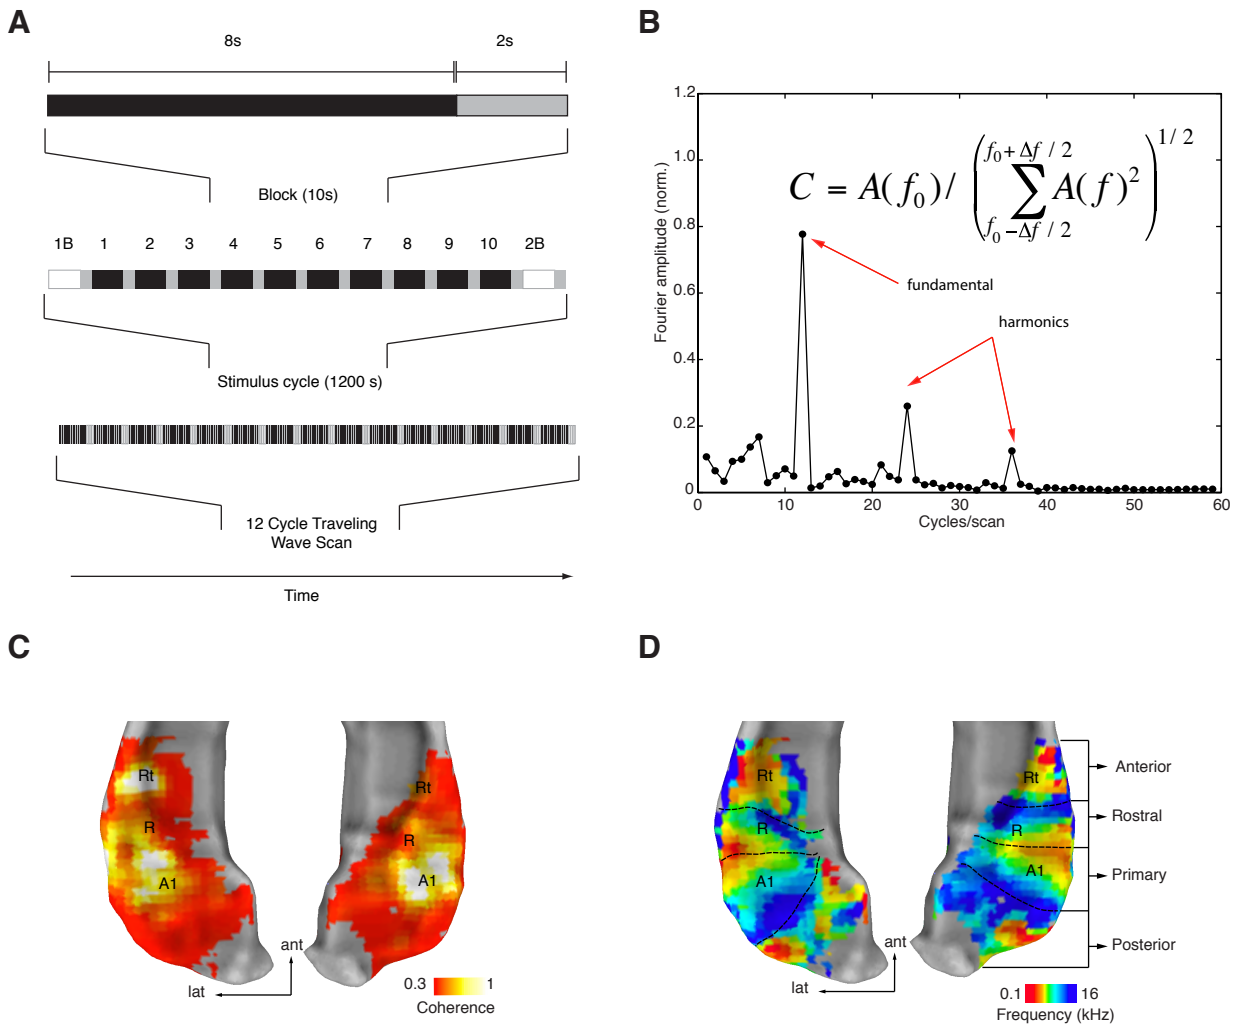 A
8s 2s
Block (10s)
1B 1 2 3 4 5 6 7 8 9 10 2B
Stimulus cycle (1200 s)
12 Cycle Traveling
Wave Scan
Time
B
1.2
1.0
0.8
0.6
0.4
0.2
0
Fourier amplitude (norm.)
C = A(f₀)/ (∑ A(f)²)^1/2
f₀+Δf / 2
f₀−Δf / 2
fundamental
harmonics
0 10 20 30 40 50 60
Cycles/scan
C
Rt
R
A1
Rt
R
A1
ant
lat
0.3 1
Coherence
D
Rt
R
A1
Rt
R
A1
Anterior
Rostral
Primary
Posterior
ant
lat
0.1 16
Frequency (kHz)